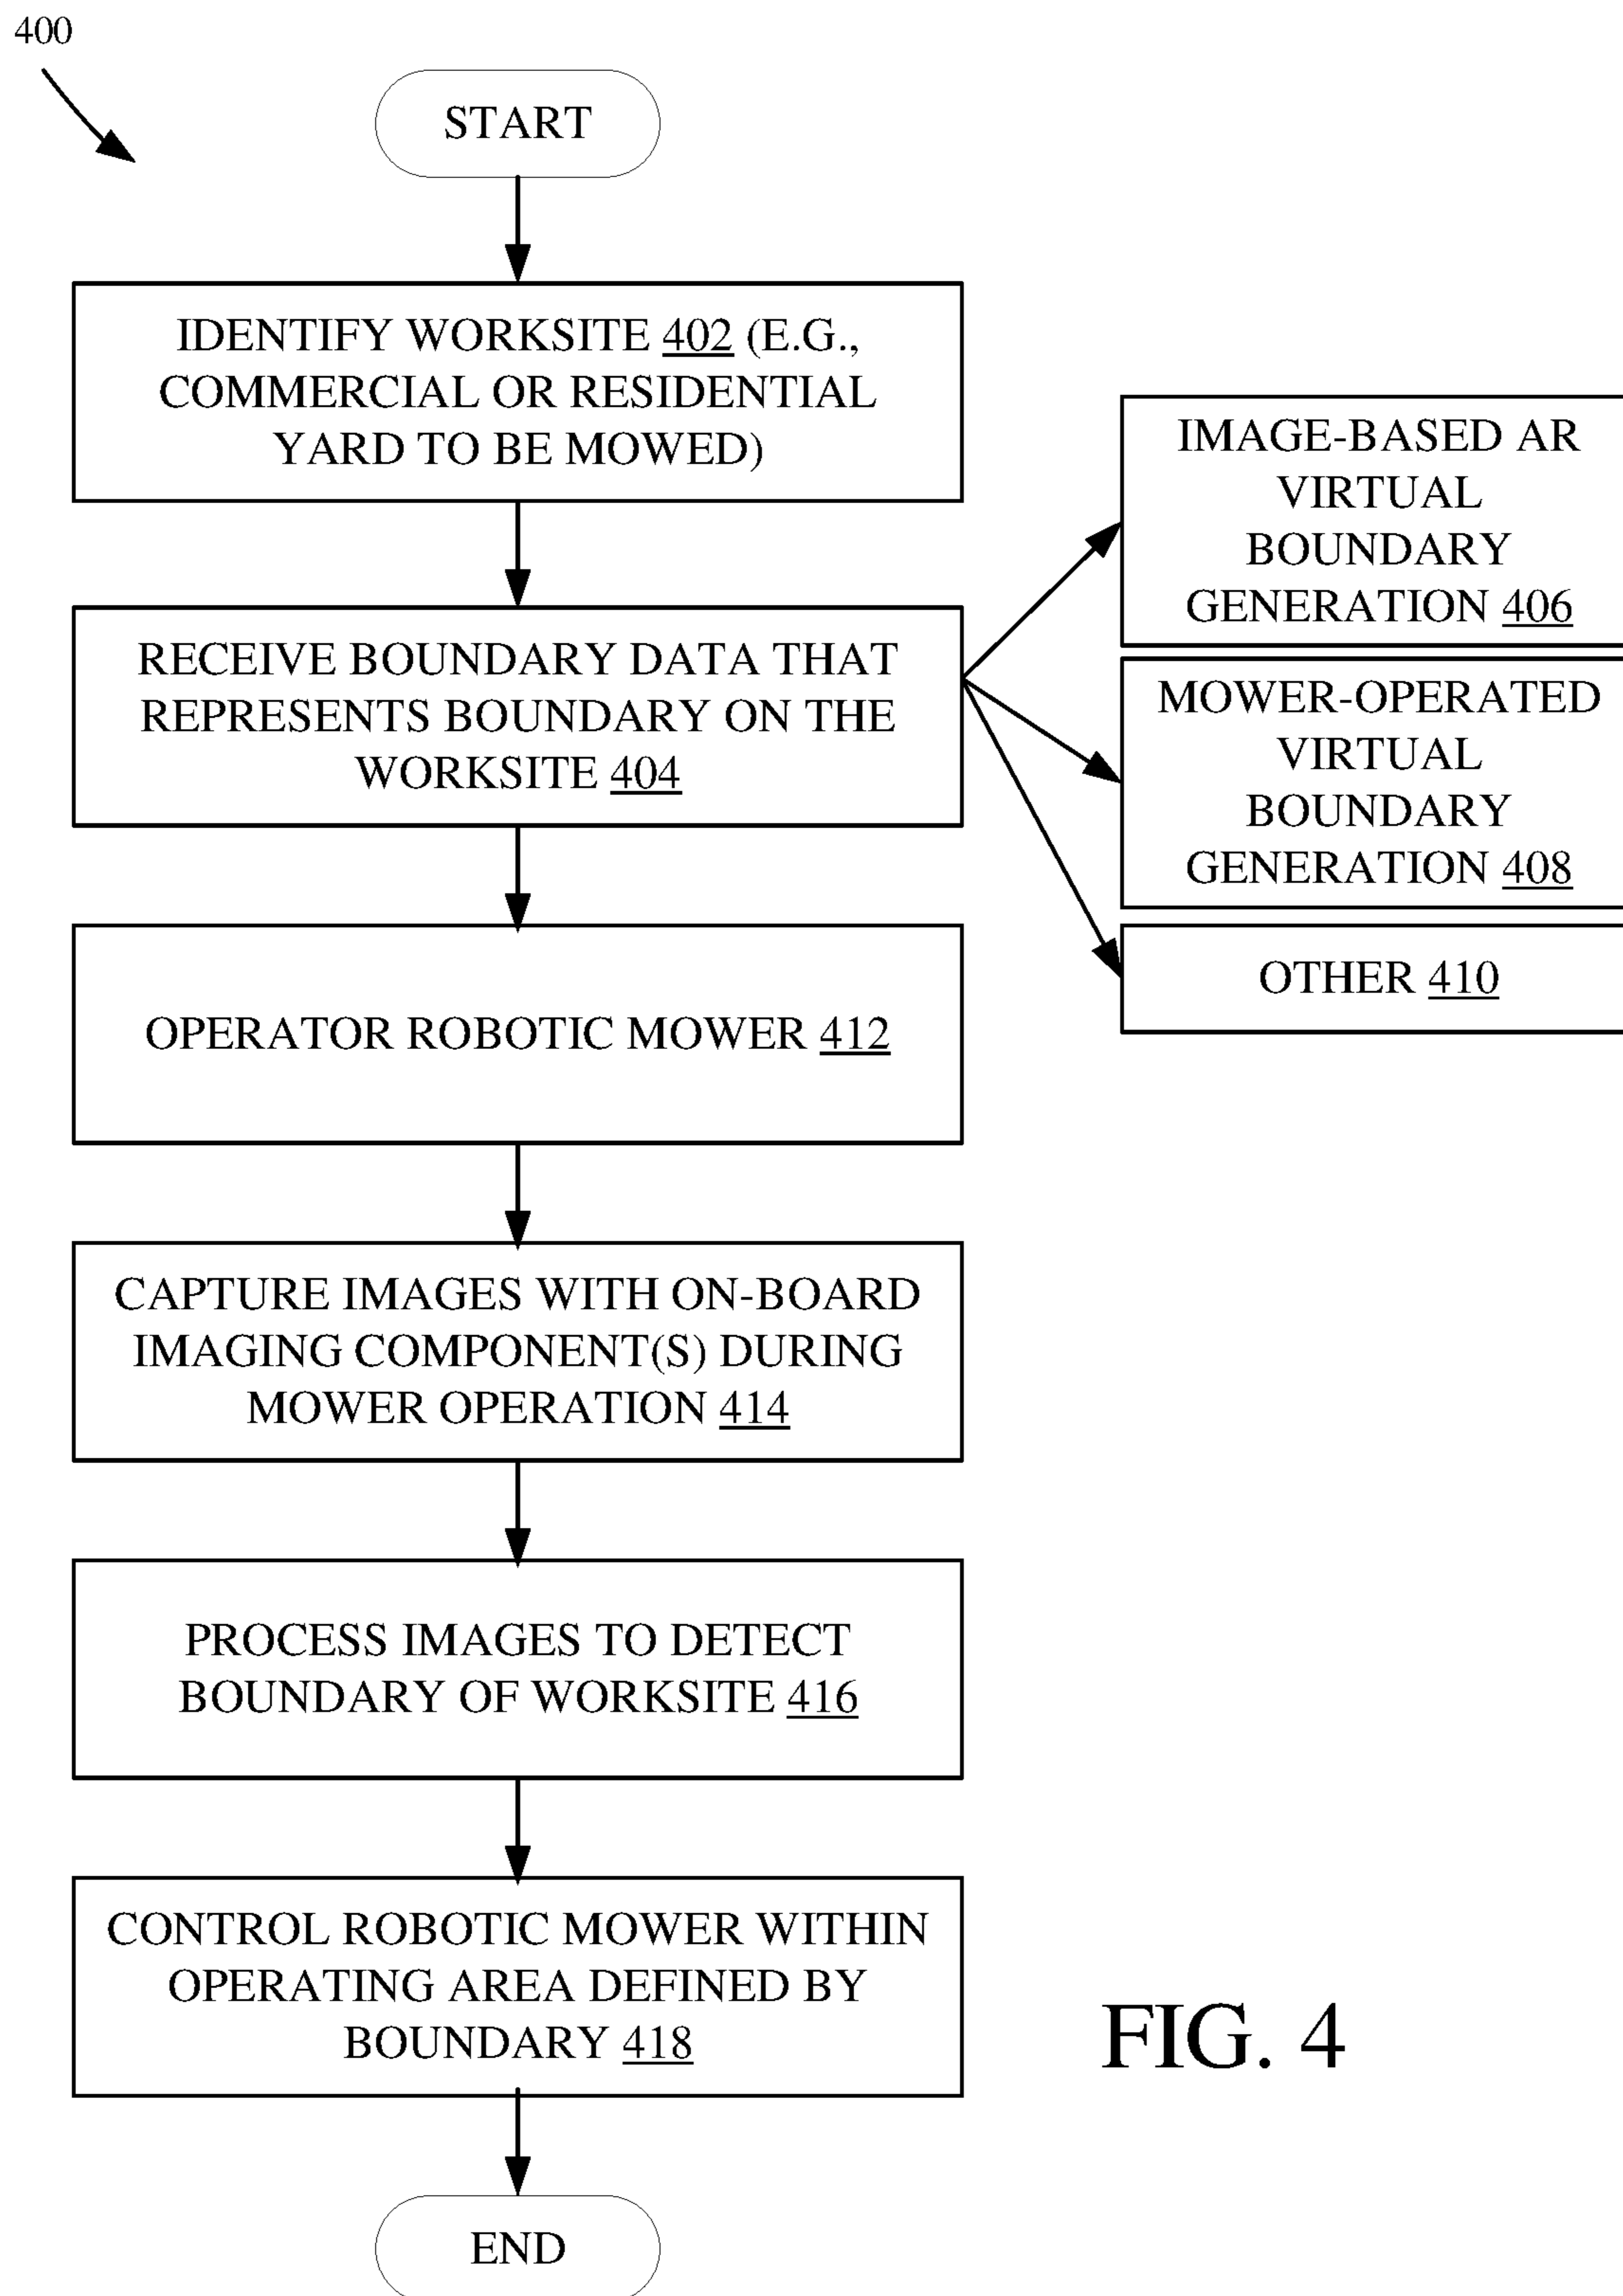 400
START
IDENTIFY WORKSITE 402 (E.G.,
COMMERCIAL OR RESIDENTIAL
YARD TO BE MOWED)
RECEIVE BOUNDARY DATA THAT
REPRESENTS BOUNDARY ON THE
WORKSITE 404
IMAGE-BASED AR
VIRTUAL
BOUNDARY
GENERATION 406
MOWER-OPERATED
VIRTUAL
BOUNDARY
GENERATION 408
OTHER 410
OPERATOR ROBOTIC MOWER 412
CAPTURE IMAGES WITH ON-BOARD
IMAGING COMPONENT(S) DURING
MOWER OPERATION 414
PROCESS IMAGES TO DETECT
BOUNDARY OF WORKSITE 416
CONTROL ROBOTIC MOWER WITHIN
OPERATING AREA DEFINED BY
BOUNDARY 418
END
FIG. 4